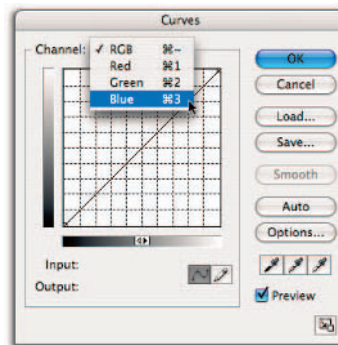 Curves
Channel: ✓ RGB ⌘~
Red ⌘1
Green ⌘2
Blue ⌘3
OK
Cancel
Load...
Save...
Smooth
Auto
Options...
Input:
Output:
Preview